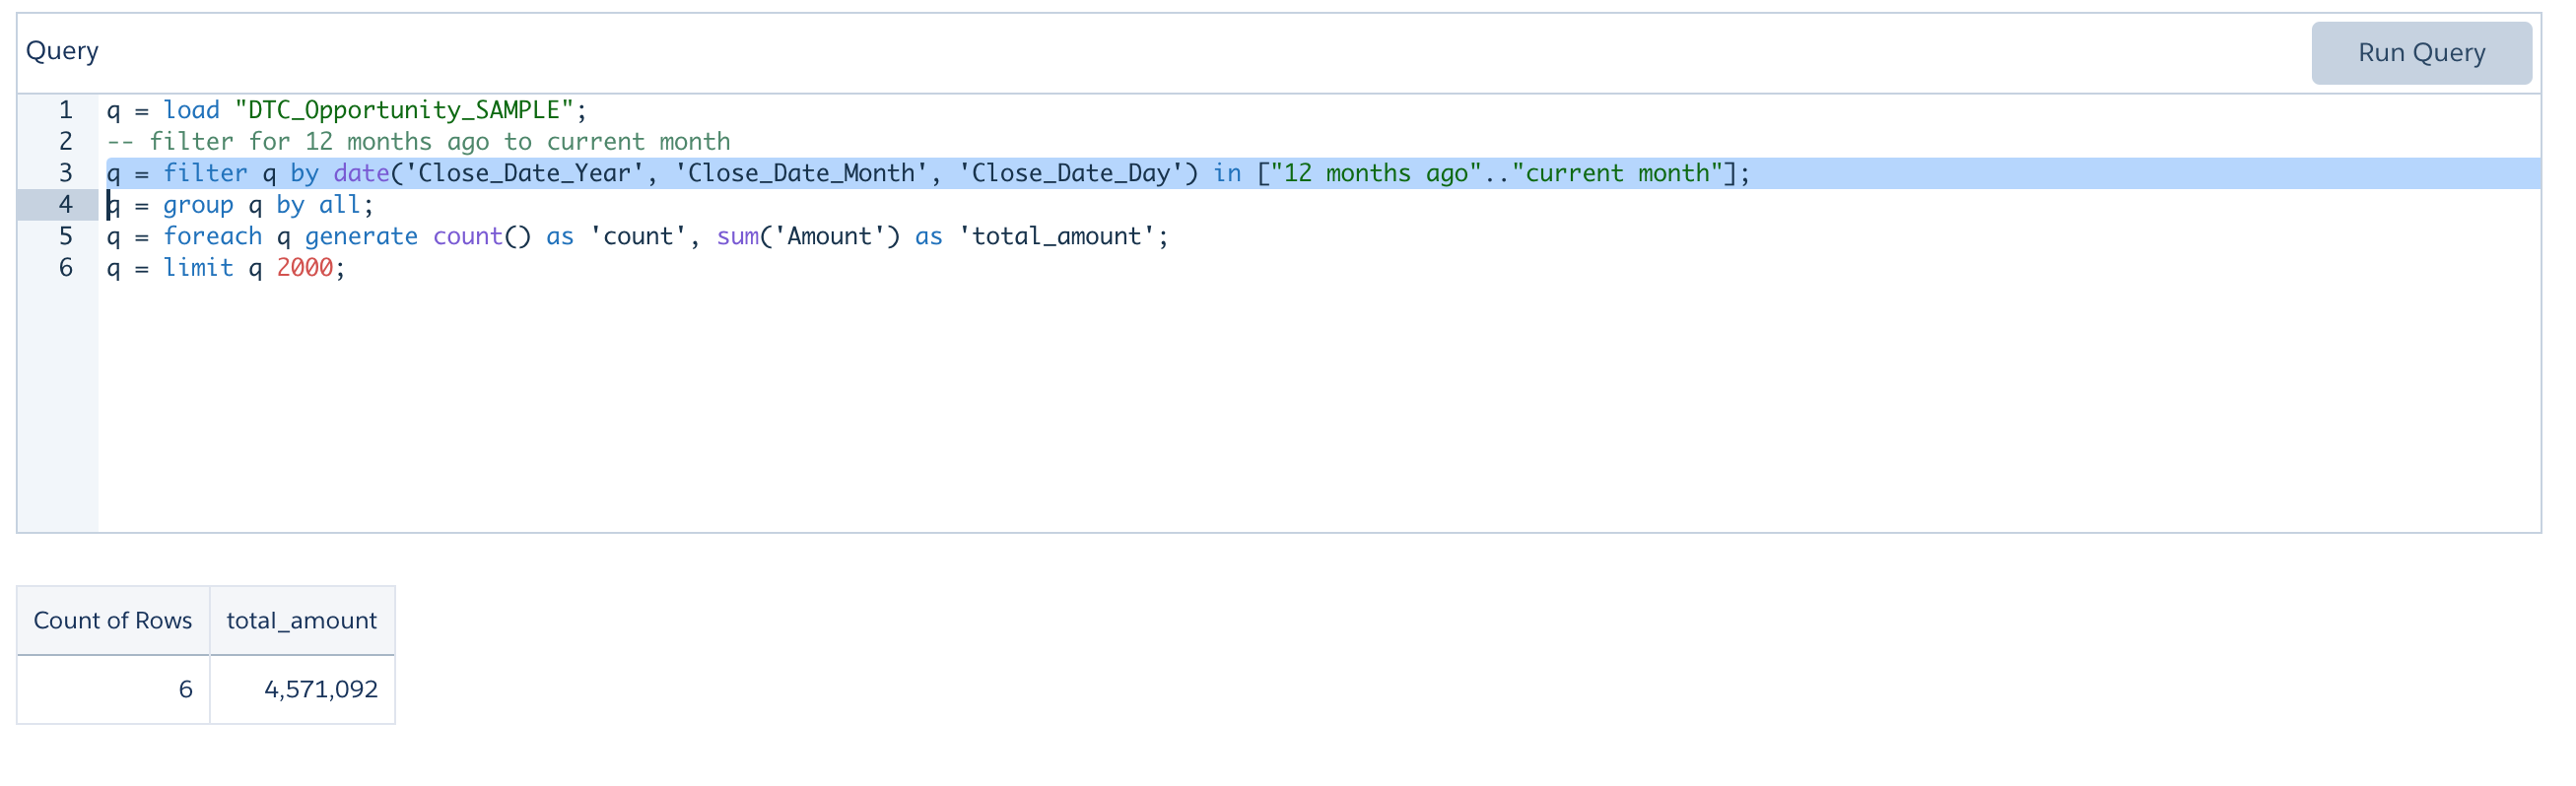 Query
Run Query
1 q = load "DTC_Opportunity_SAMPLE";
2 -- filter for 12 months ago to current month
3 q = filter q by date('Close_Date_Year', 'Close_Date_Month', 'Close_Date_Day') in ["12 months ago".."current month"];
4 q = group q by all;
5 q = foreach q generate count() as 'count', sum('Amount') as 'total_amount';
6 q = limit q 2000;
Count of Rows total_amount
6 4,571,092